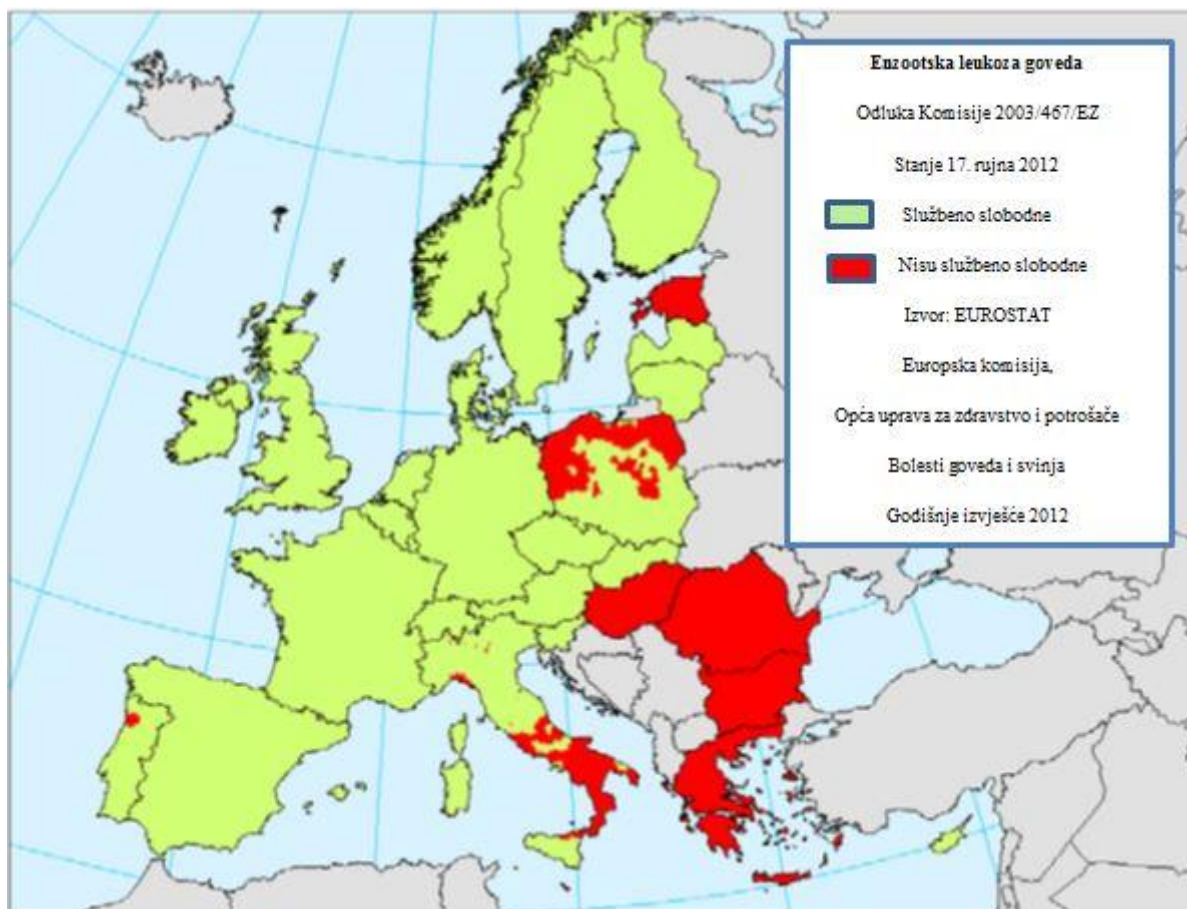 Enzootska leukoza goveda
Odluka Komisije 2003/467/EZ
Stanje 17. rujna 2012
Službeno slobodne
Nisu službeno slobodne
Izvor: EUROSTAT
Europska komisija,
Opća uprava za zdravstvo i potrošače
Bolesti goveda i svinja
Godišnje izvješće 2012